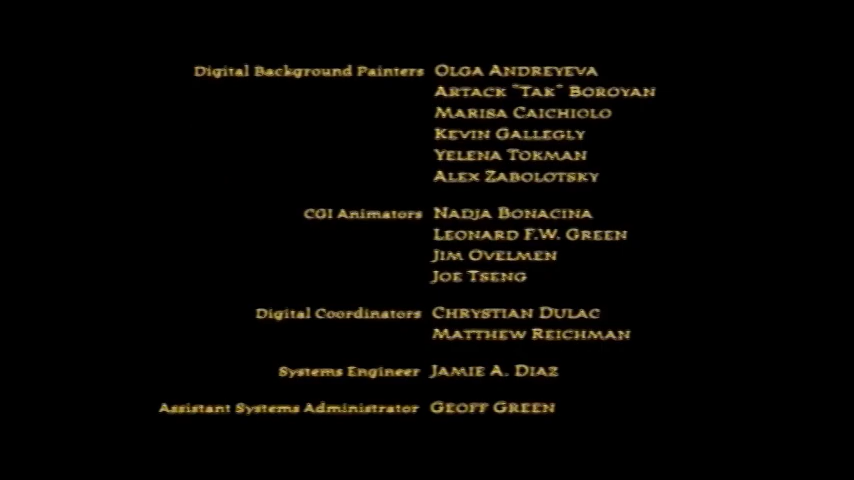 Digital Background Painters OLGA ANDREYEVA
ARTACK "TAK" BOROYAN
MARISA CAICHIOLO
KEVIN GALLEGLY
YELENA TOKMAN
ALEX ZABOLOTSKY
CGI Animators NADJA BONACINA
LEONARD F.W. GREEN
JIM OVELMEN
JOE TSENG
Digital Coordinators CHRYSTIAN DULAC
MATTHEW REICHMAN
Systems Engineer JAMIE A. DIAZ
Assistant Systems Administrator GEOFF GREEN